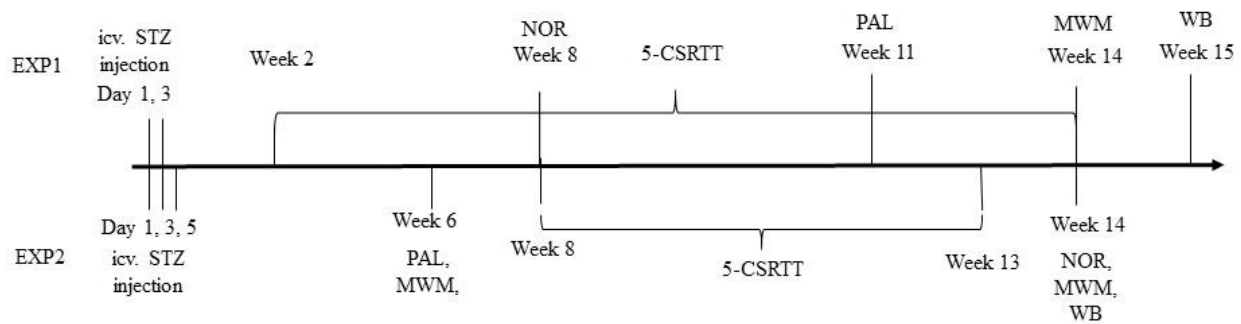 EXP1
icv. STZ
injection
Day 1, 3
Week 2
NOR
Week 8
5-CSRTT
PAL
Week 11
MWM
Week 14
WB
Week 15
EXP2
Day 1, 3, 5
icv. STZ
injection
Week 6
PAL,
MWM,
Week 8
5-CSRTT
Week 13
Week 14
NOR,
MWM,
WB